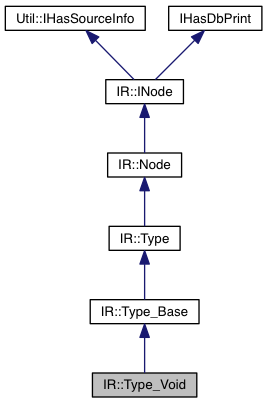 Util::IHasSourceInfo
IHasDbPrint
IR::INode
IR::Node
IR::Type
IR::Type_Base
IR::Type_Void